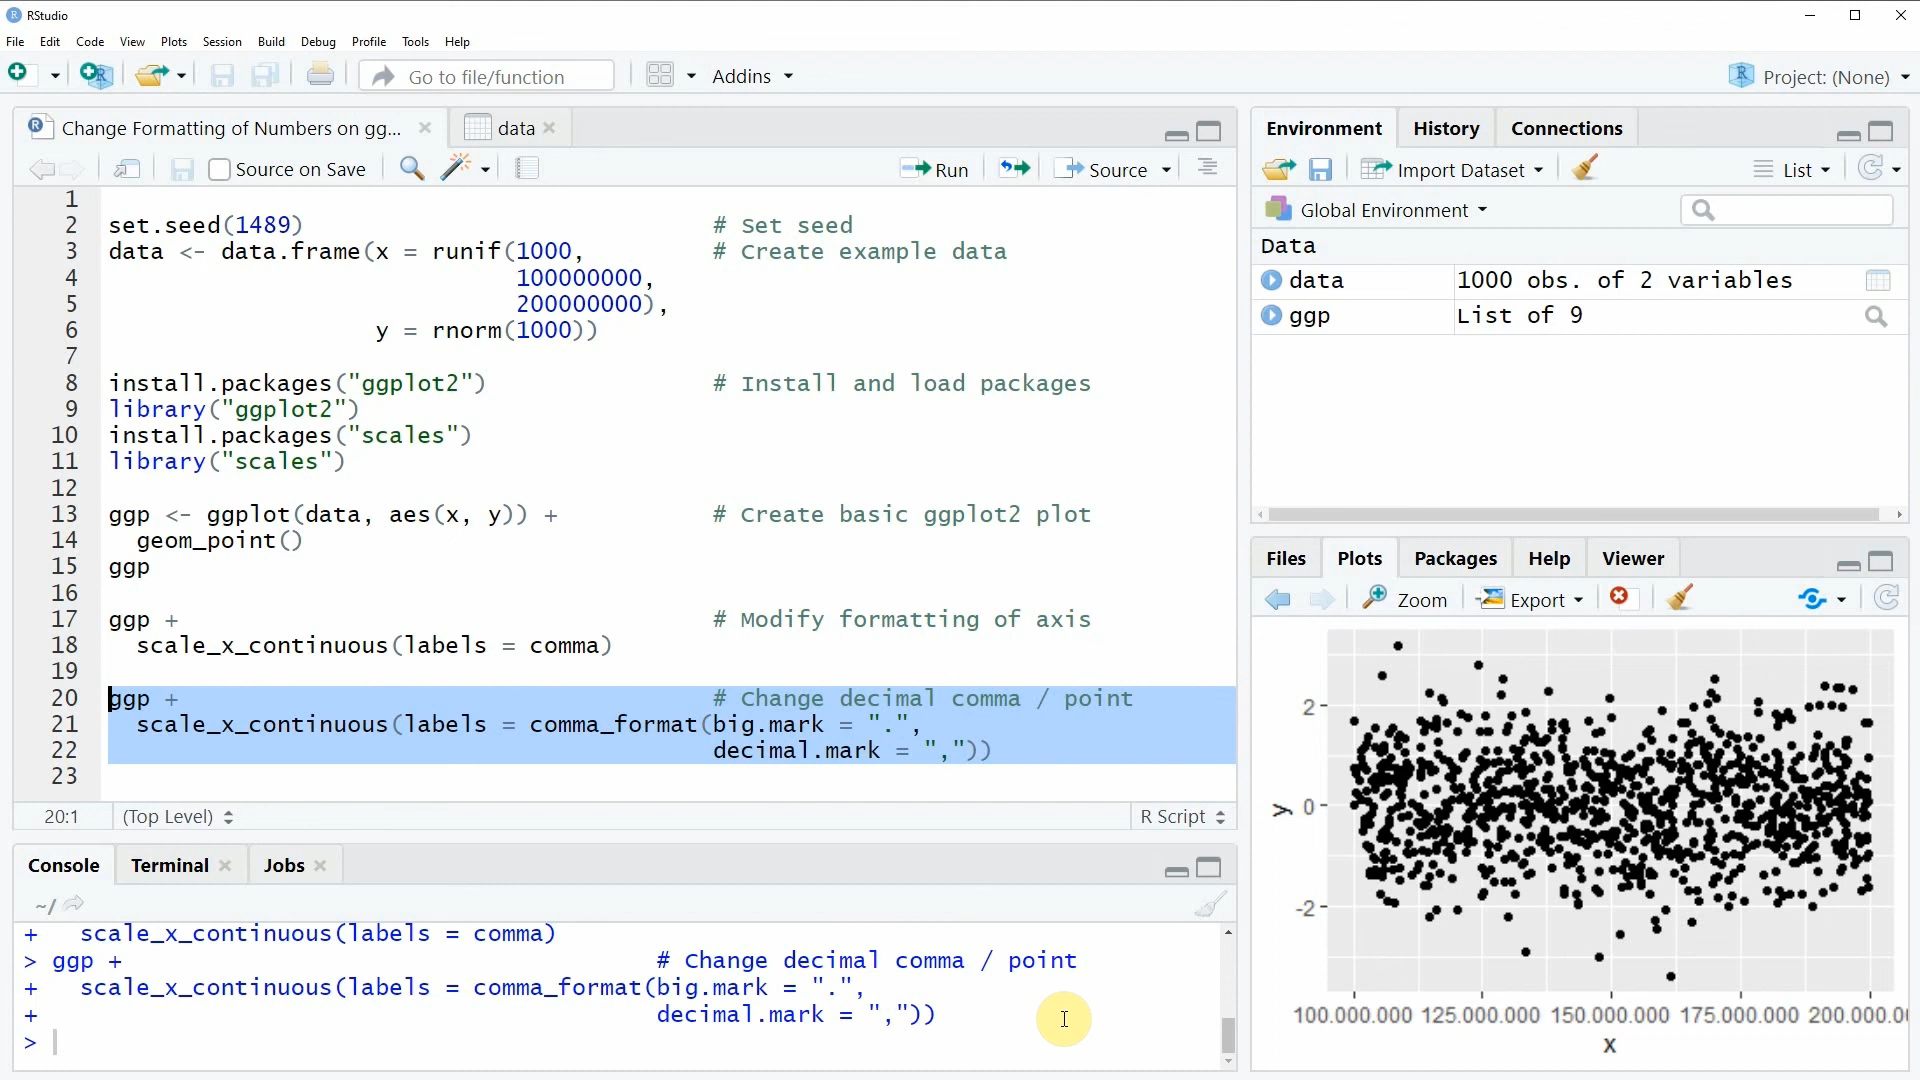 RStudio
File Edit Code View Plots Session Build Debug Profile Tools Help
Go to file/function Addins Project: (None)
Change Formatting of Numbers on gg... data
Source on Save Run Source
1
2 set.seed(1489) # Set seed
3 data <- data.frame(x = runif(1000, # Create example data
4 100000000,
5 200000000),
6 y = rnorm(1000))
7
8 install.packages("ggplot2") # Install and load packages
9 library("ggplot2")
10 install.packages("scales")
11 library("scales")
12
13 ggp <- ggplot(data, aes(x, y)) + # Create basic ggplot2 plot
14 geom_point()
15 ggp
16
17 ggp + # Modify formatting of axis
18 scale_x_continuous(labels = comma)
19
20 ggp + # Change decimal comma / point
21 scale_x_continuous(labels = comma_format(big.mark = ".",
22 decimal.mark = ","))
23
20:1 (Top Level) R Script
Console Terminal Jobs
~/
+ scale_x_continuous(labels = comma)
> ggp + # Change decimal comma / point
+ scale_x_continuous(labels = comma_format(big.mark = ".",
+ decimal.mark = ","))
>
Environment History Connections
Import Dataset List
R Global Environment
Data
data 1000 obs. of 2 variables
ggp List of 9
Files Plots Packages Help Viewer
Zoom Export
2
y 0
-2
100.000.000 125.000.000 150.000.000 175.000.000 200.000.0
x